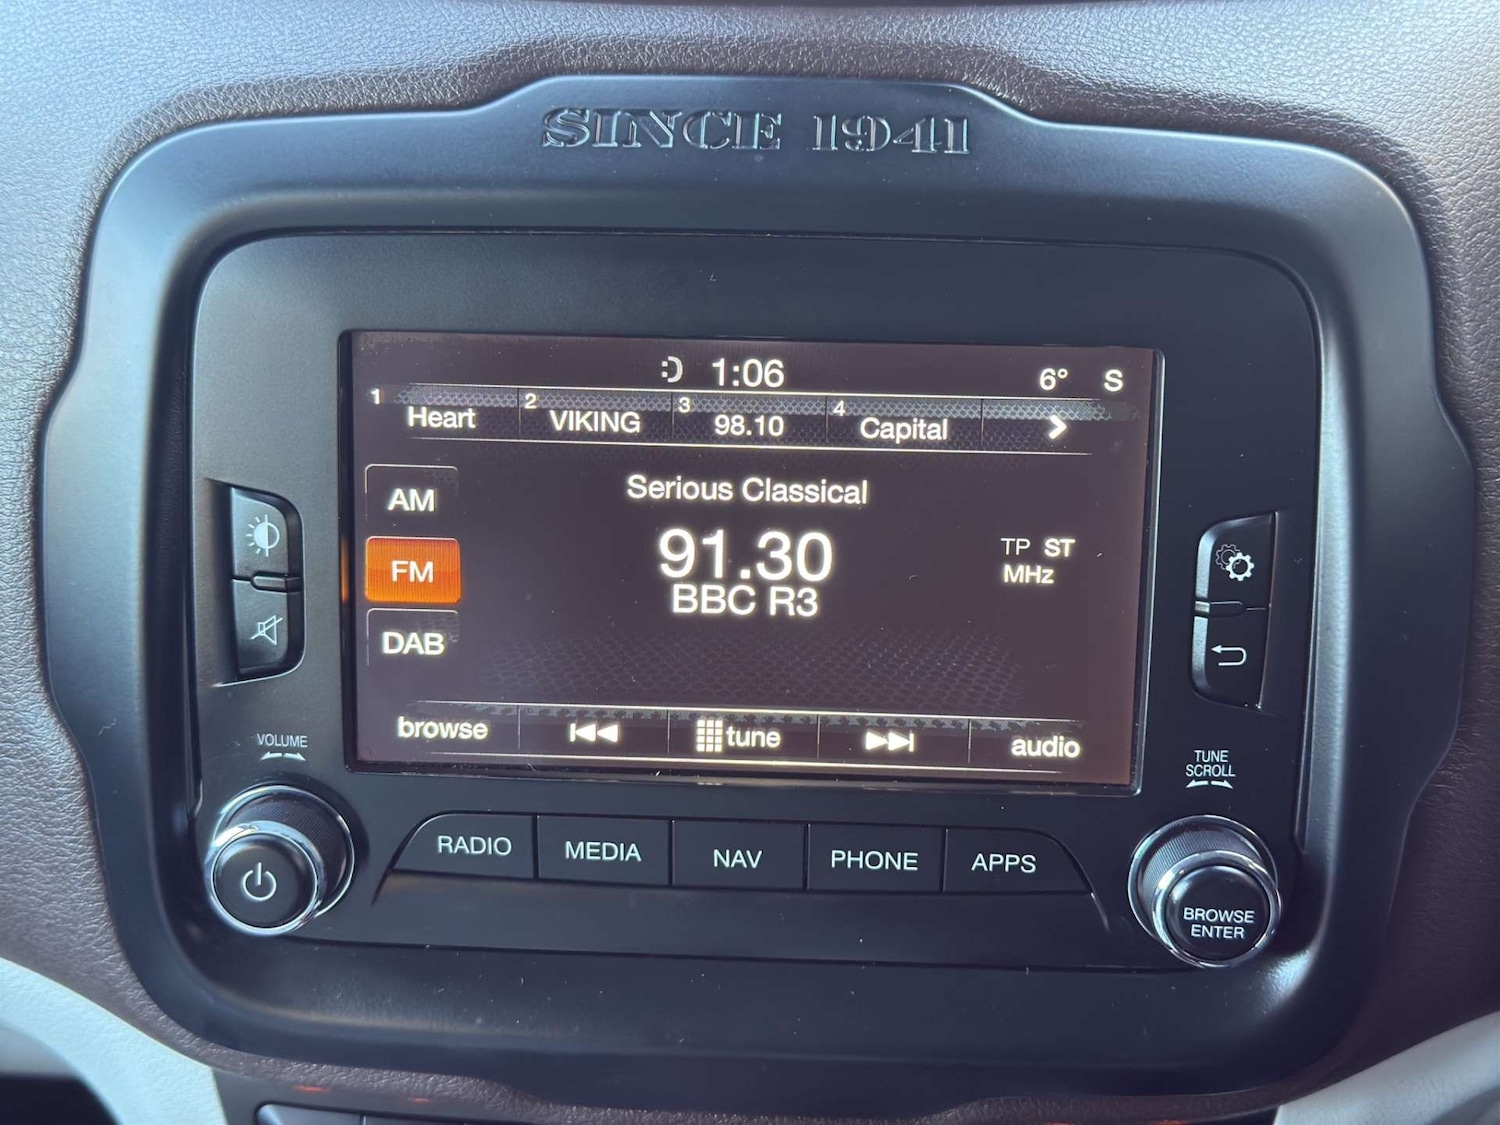 SINCE 1941
1:06 6° S
1 Heart 2 VIKING 3 98.10 4 Capital
AM
FM
DAB
Serious Classical
91.30
BBC R3
TP ST
MHz
browse tune audio
VOLUME
TUNE
SCROLL
RADIO MEDIA NAV PHONE APPS
BROWSE
ENTER